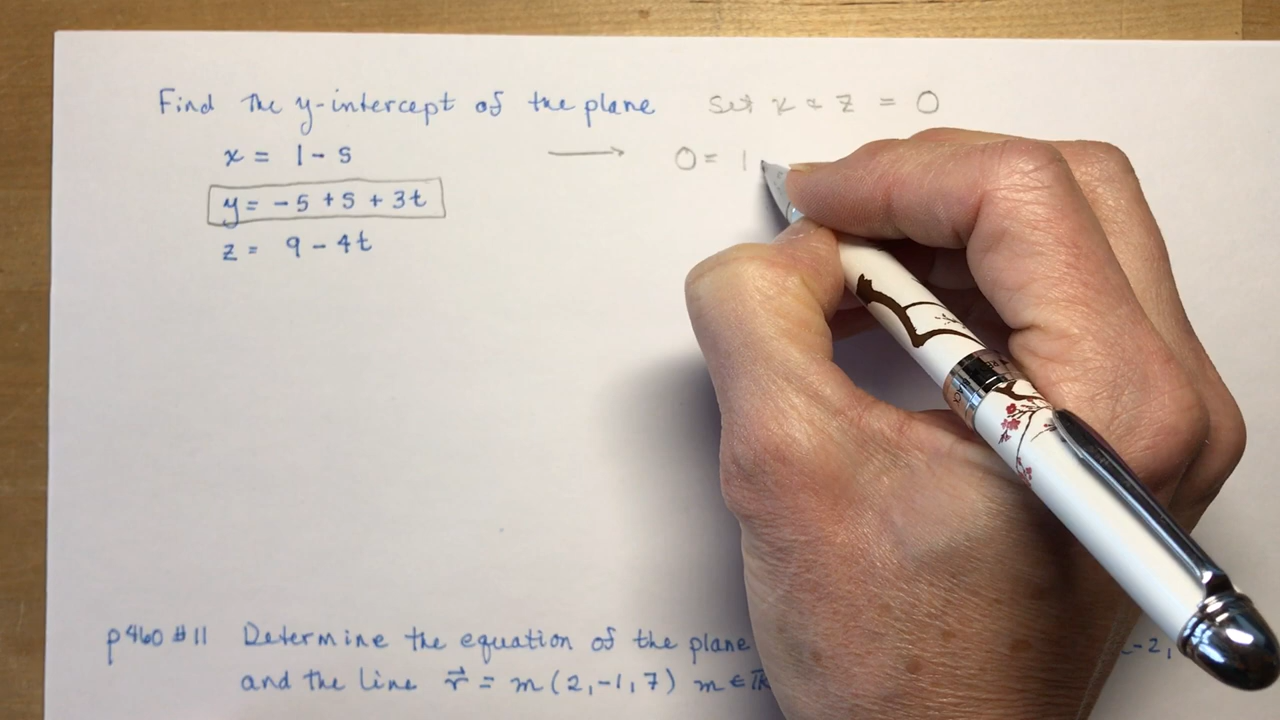 Find the y-intercept of the plane Set x & z = 0
x = 1 - s → 0 = 1
y = -5 + s + 3t
z = 9 - 4t
p460 #11 Determine the equation of the plane -2,
and the line r⃗ = m(2,-1,7) m ∈ R